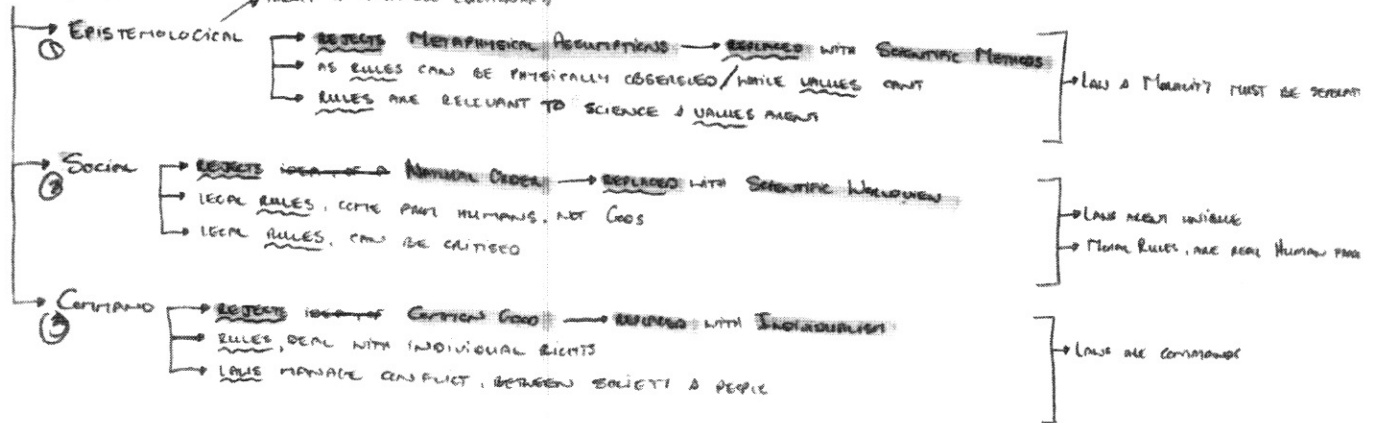 ① EPISTEMOLOGICAL
REJECTS METAPHYSICAL ASSUMPTIONS → REPLACED WITH SCIENTIFIC METHODS
AS RULES CAN BE PHYSICALLY OBSERVED / WHILE VALUES CANT
RULES ARE RELEVANT TO SCIENCE & VALUES ARENT
LAW & MORALITY MUST BE
② SOCIAL
REJECTS IDEA OF A NATURAL ORDER → REPLACED WITH SCIENTIFIC WORLDVIEW
LEGAL RULES, COME FROM HUMANS, NOT GODS
LEGAL RULES, CAN BE CRITISED
LAWS ARENT UNIQUE
MORAL RULES, ARE REAL HUMAN
③ COMMAND
REJECTS IDEA OF COMMON GOOD → REPLACED WITH INDIVIDUALISM
RULES, DEAL WITH INDIVIDUAL RIGHTS
LAWS MANAGE CONFLICT, BETWEEN SOCIETY & PEOPLE
LAWS ARE COMMANDS